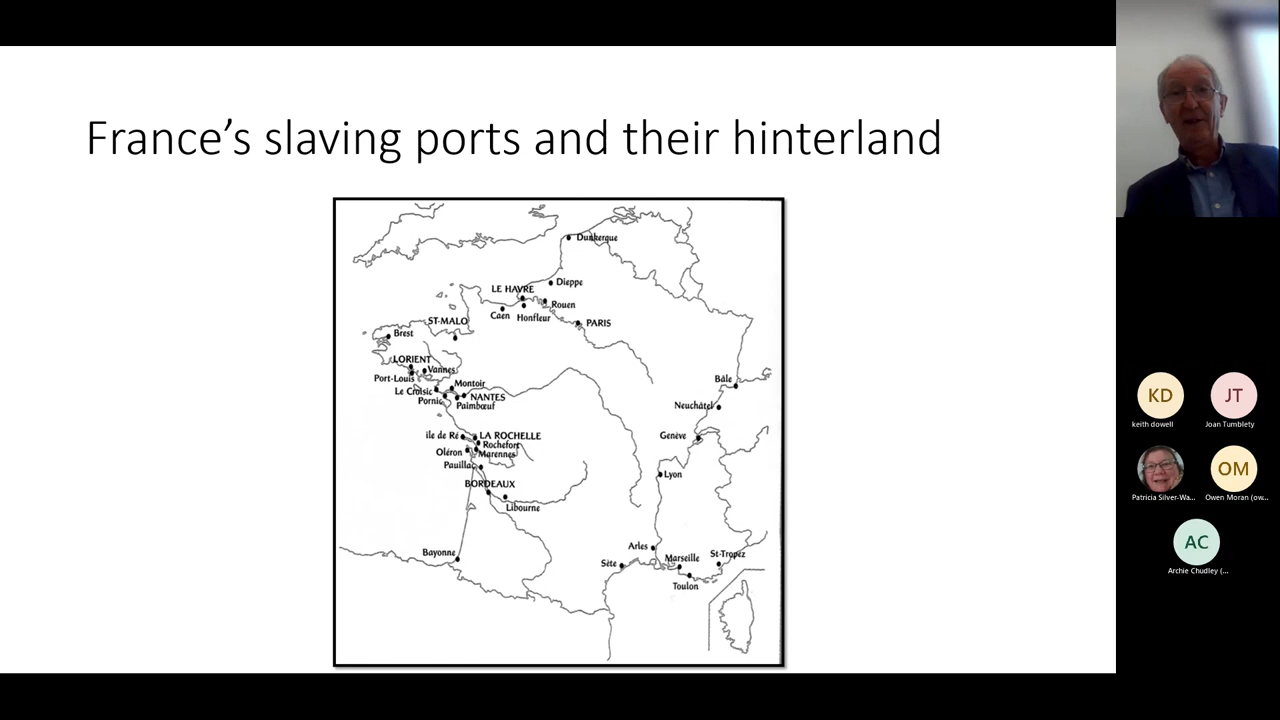 France's slaving ports and their hinterland
Dunkerque
Dieppe
LE HAVRE
Rouen
Caen
Honfleur
PARIS
ST-MALO
Brest
LORIENT
Vannes
Port-Louis
Montoir
Le Croisic
NANTES
Pornic
Paimbœuf
Bâle
Neuchâtel
Genève
île de Ré
LA ROCHELLE
Rochefort
Oléron
Marennes
Pauillac
Lyon
BORDEAUX
Libourne
Bayonne
Arles
Sète
Marseille
St-Tropez
Toulon
KD
keith dowell
JT
Joan Tumblety
Patricia Silver-Wa...
OM
Owen Moran (ow...
AC
Archie Chudley (...